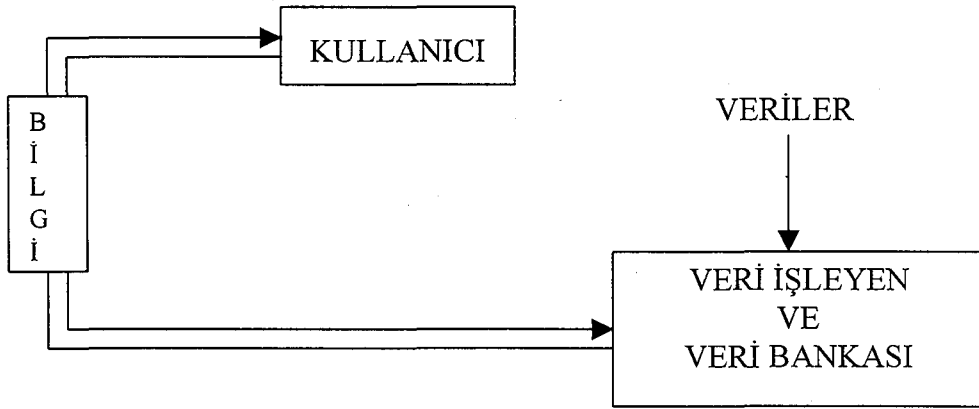 KULLANICI
B
İ
L
G
İ
VERİLER
VERİ İŞLEYEN
VE
VERİ BANKASI